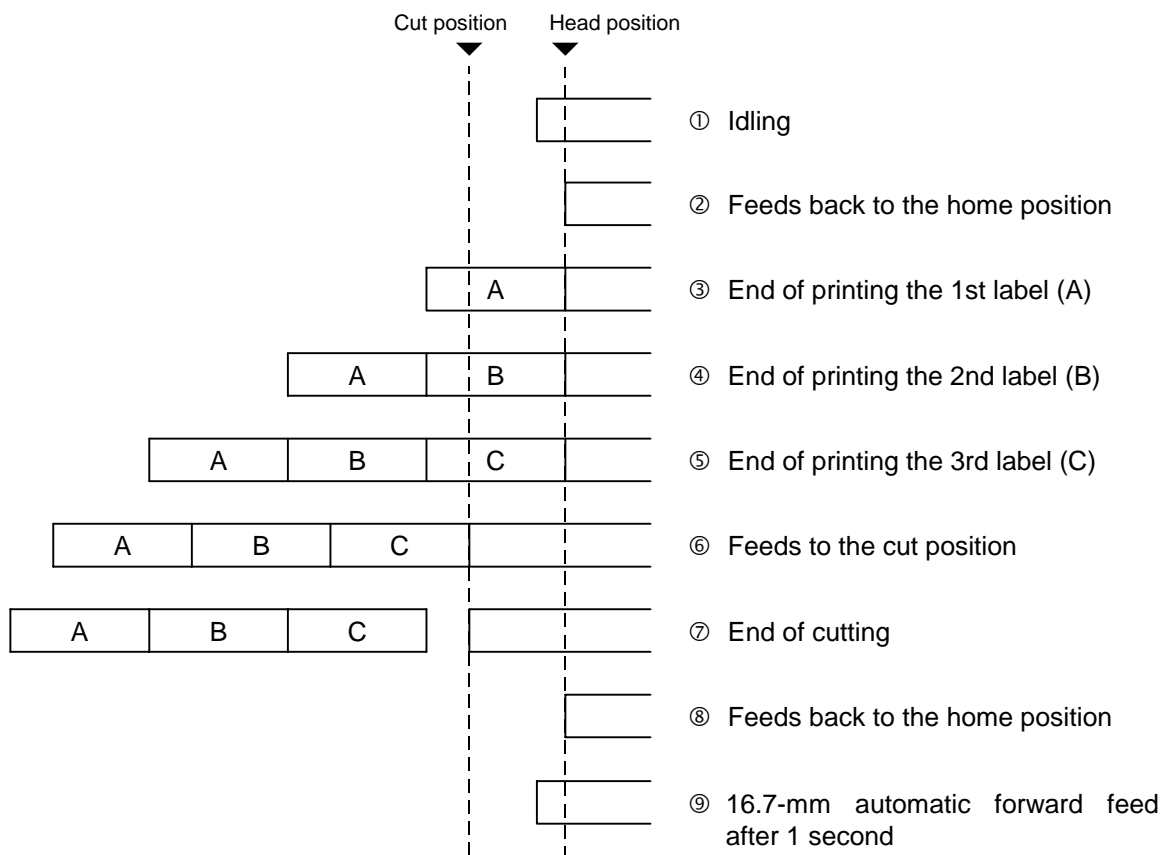 Cut position Head position
① Idling
② Feeds back to the home position
A ③ End of printing the 1st label (A)
A B ④ End of printing the 2nd label (B)
A B C ⑤ End of printing the 3rd label (C)
A B C ⑥ Feeds to the cut position
A B C ⑦ End of cutting
⑧ Feeds back to the home position
⑨ 16.7-mm automatic forward feed
after 1 second